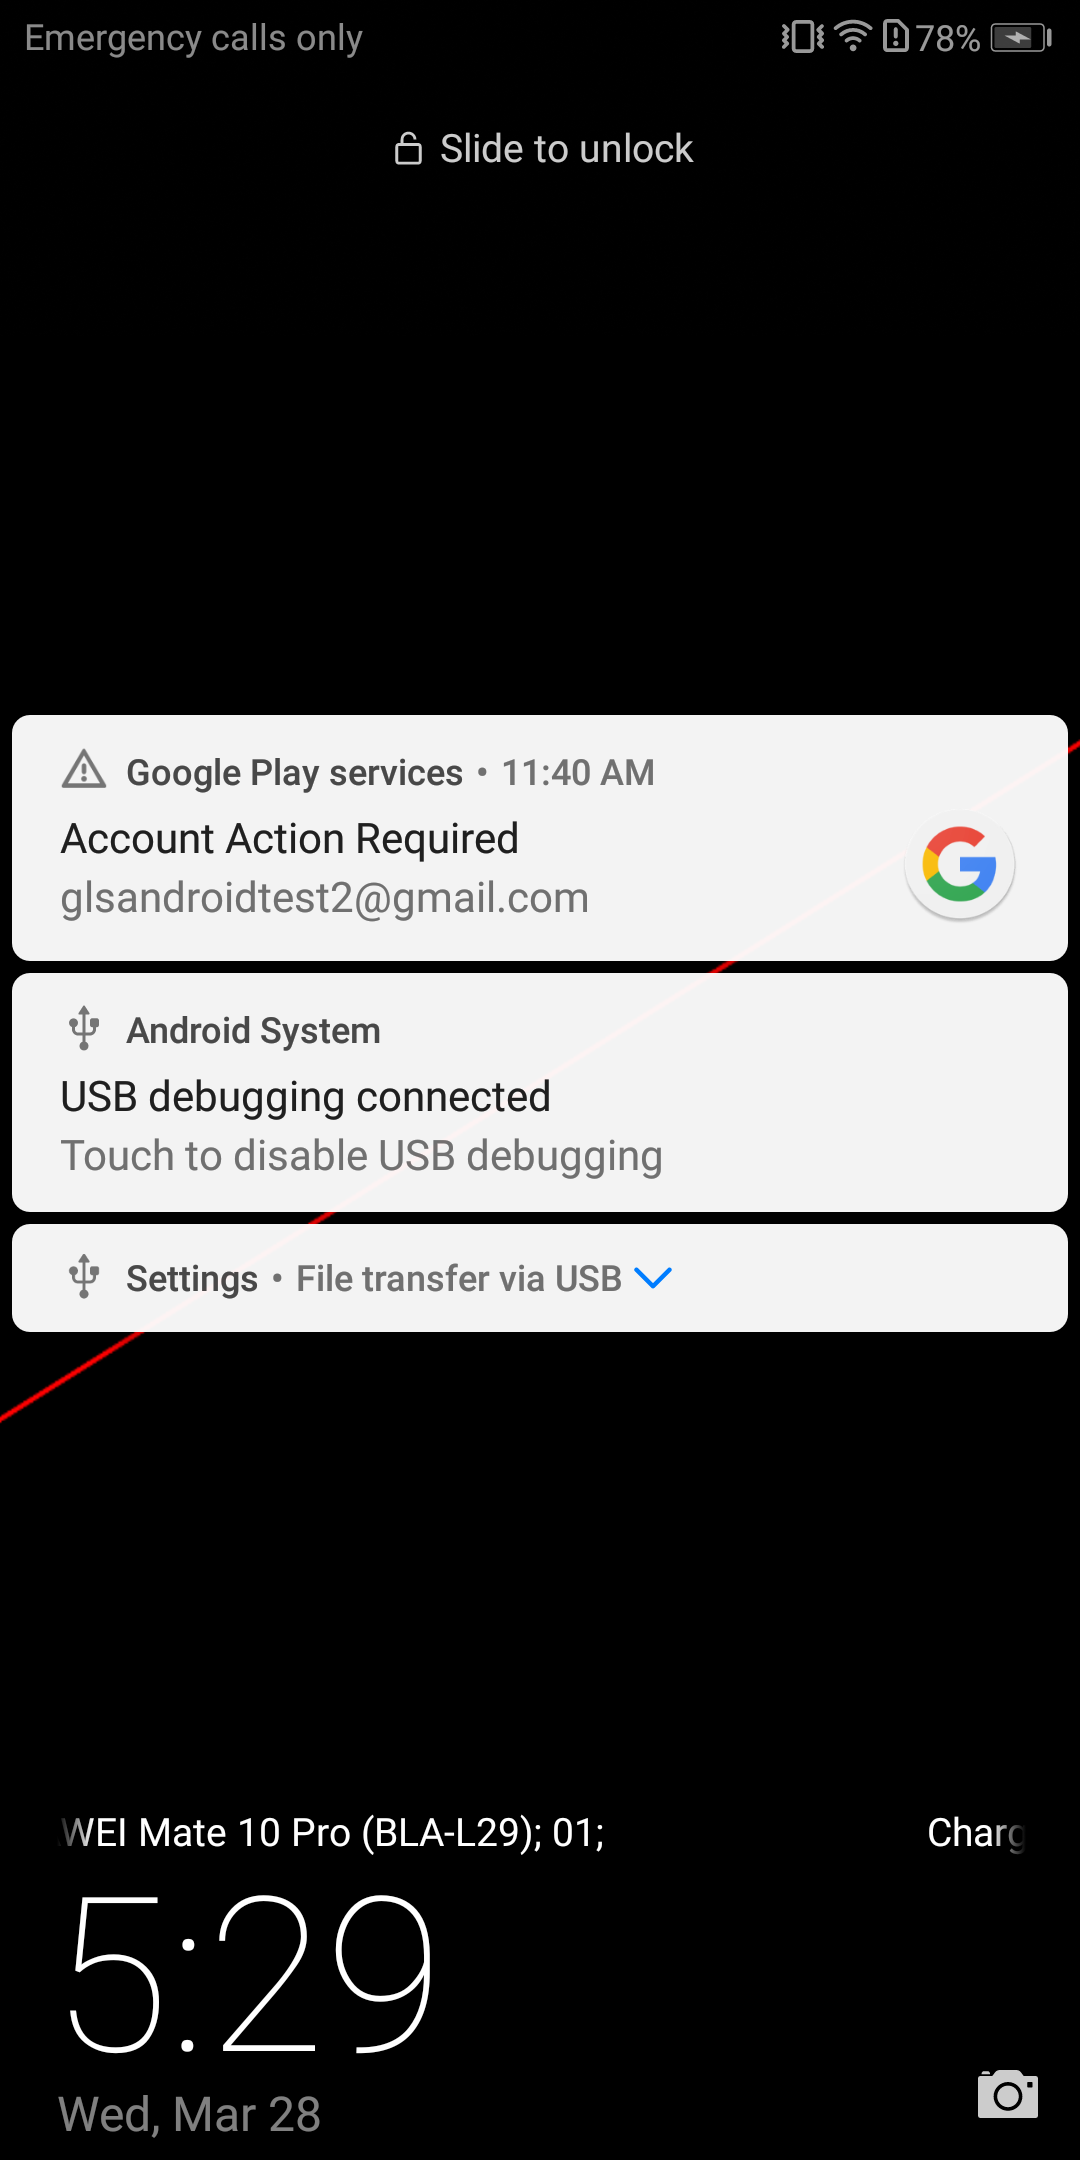 Emergency calls only
78%
Slide to unlock
Google Play services • 11:40 AM
Account Action Required
glsandroidtest2@gmail.com
Android System
USB debugging connected
Touch to disable USB debugging
Settings • File transfer via USB
WEI Mate 10 Pro (BLA-L29); 01; Charg
5:29
Wed, Mar 28